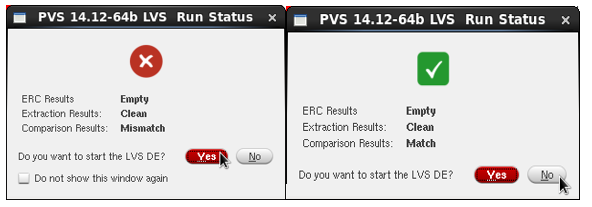 PVS 14.12-64b LVS Run Status
ERC Results Empty
Extraction Results: Clean
Comparison Results: Mismatch
Do you want to start the LVS DE? Yes No
Do not show this window again
PVS 14.12-64b LVS Run Status
ERC Results Empty
Extraction Results: Clean
Comparison Results: Match
Do you want to start the LVS DE? Yes No